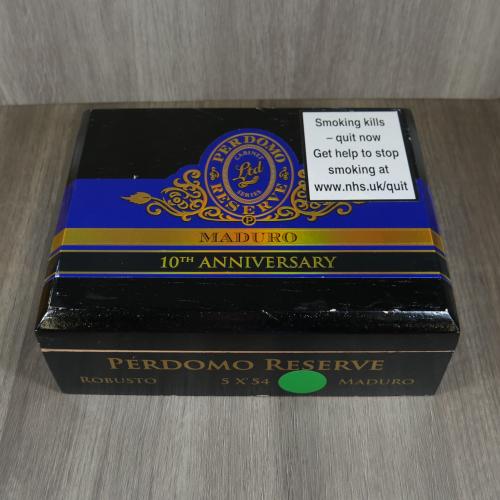 Smoking kills
– quit now
Get help to stop
smoking at
www.nhs.uk/quit
PERDOMO
CABINET
Ltd
SERIES
RESERVE
P
MADURO
10TH ANNIVERSARY
PERDOMO RESERVE
ROBUSTO 5 X 54 MADURO